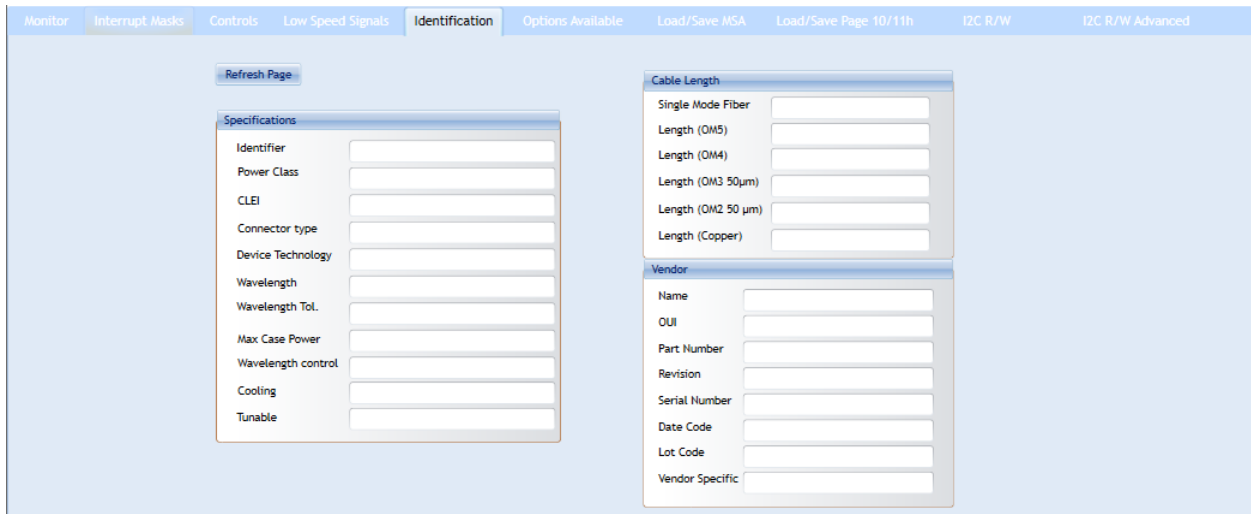 Monitor Interrupt Masks Controls Low Speed Signals Identification Options Available Load/Save MSA Load/Save Page 10/11h I2C R/W I2C R/W Advanced
Refresh Page
Specifications
Identifier
Power Class
CLEI
Connector type
Device Technology
Wavelength
Wavelength Tol.
Max Case Power
Wavelength control
Cooling
Tunable
Cable Length
Single Mode Fiber
Length (OM5)
Length (OM4)
Length (OM3 50µm)
Length (OM2 50 µm)
Length (Copper)
Vendor
Name
OUI
Part Number
Revision
Serial Number
Date Code
Lot Code
Vendor Specific